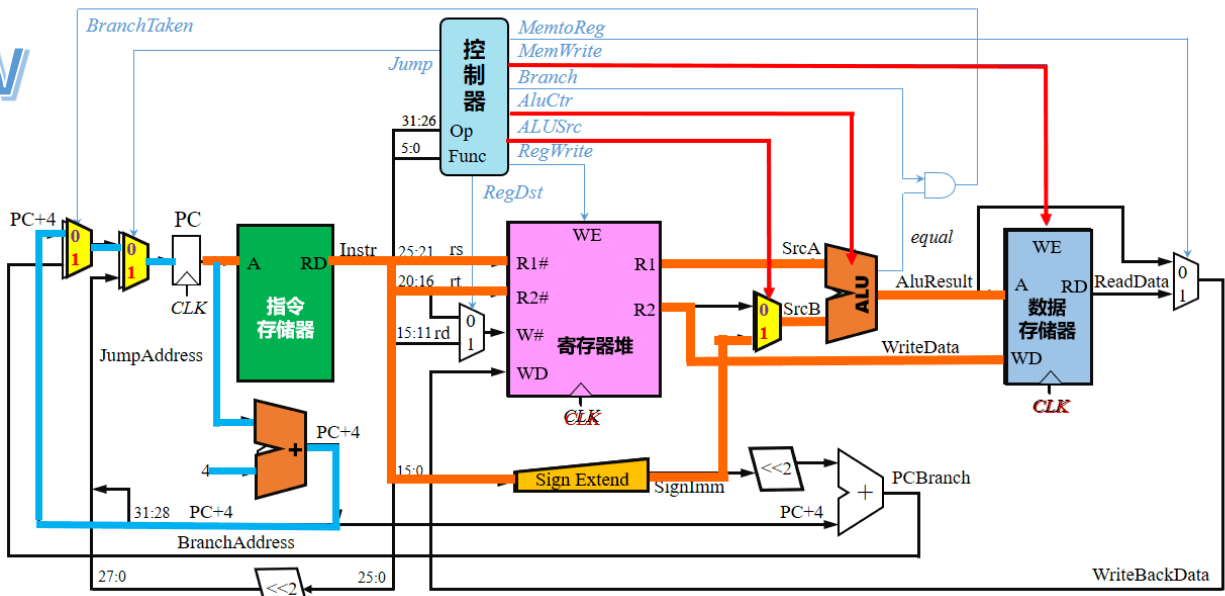 BranchTaken
Jump
控制器
Op
Func
31:26
5:0
MemtoReg
MemWrite
Branch
AluCtr
ALUSrc
RegWrite
RegDst
PC+4
0
1
0
1
PC
CLK
A
RD
指令
存储器
Instr
25:21 rs
20:16 rt
15:11 rd
0
1
WE
R1#
R2#
W#
WD
R1
R2
寄存器堆
CLK
SrcA
0
1
SrcB
ALU
equal
AluResult
WriteData
WE
A
RD
数据
存储器
WD
CLK
ReadData
0
1
JumpAddress
4
+
PC+4
15:0
Sign Extend
SignImm
<<2
+
PCBranch
PC+4
31:28
PC+4
BranchAddress
27:0
<<2
25:0
WriteBackData